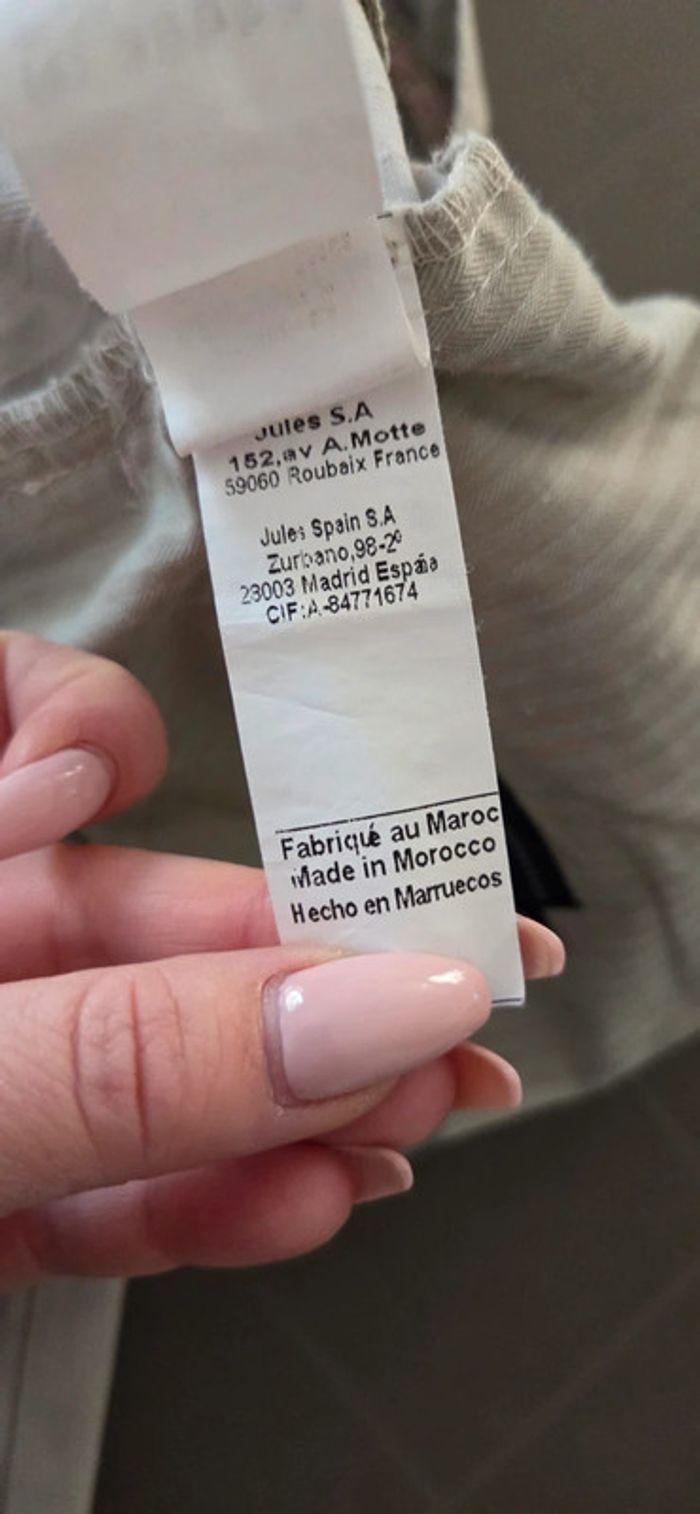 Jules S.A
152,av A.Motte
59060 Roubaix France
Jules Spain S.A
Zurbano,98-2º
28003 Madrid España
CIF:A-84771674
Fabriqué au Maroc
Made in Morocco
Hecho en Marruecos